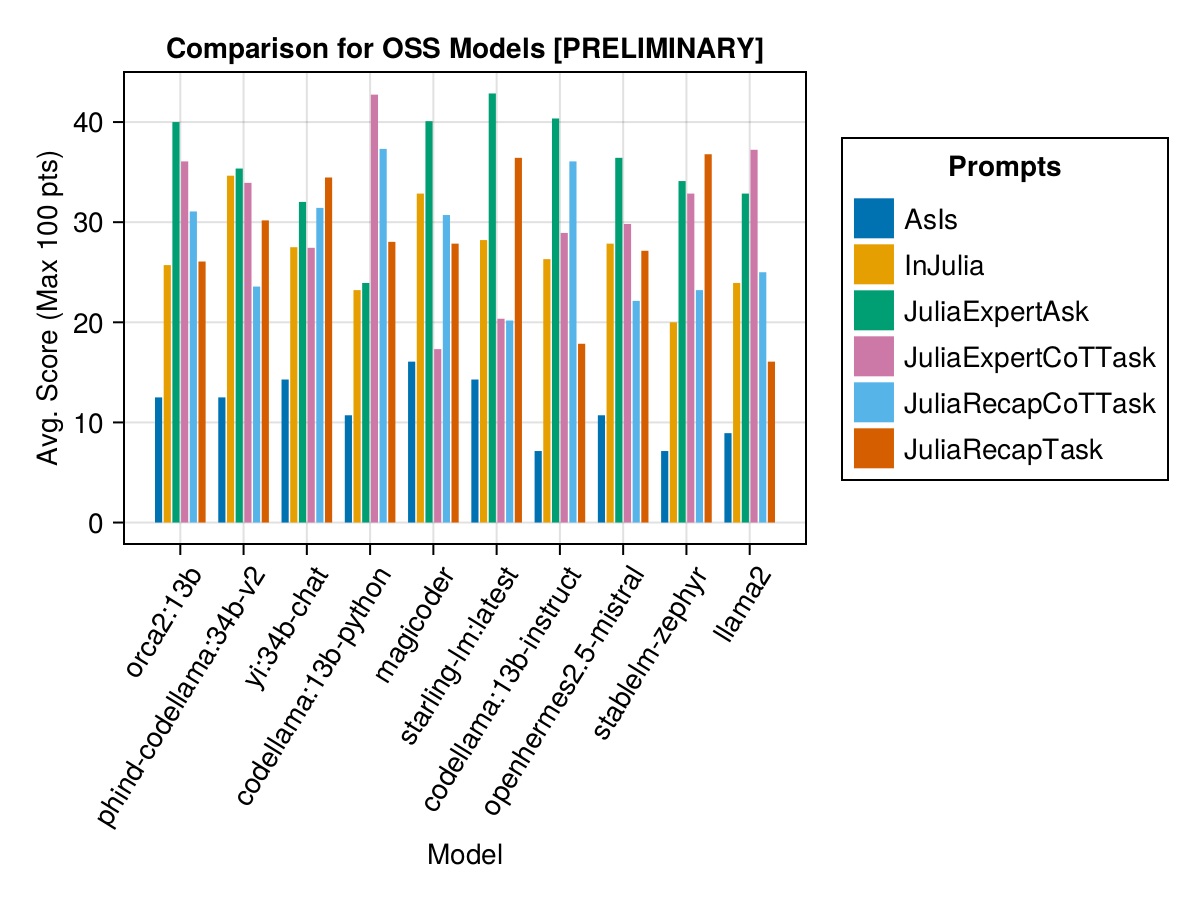 Comparison for OSS Models [PRELIMINARY]
Avg. Score (Max 100 pts)
40
30
20
10
0
orca2:13b
phind-codellama:34b-v2
yi:34b-chat
codellama:13b-python
magicoder
starling-lm:latest
codellama:13b-instruct
openhermes2.5-mistral
stablelm-zephyr
llama2
Model
Prompts
AsIs
InJulia
JuliaExpertAsk
JuliaExpertCoTTask
JuliaRecapCoTTask
JuliaRecapTask